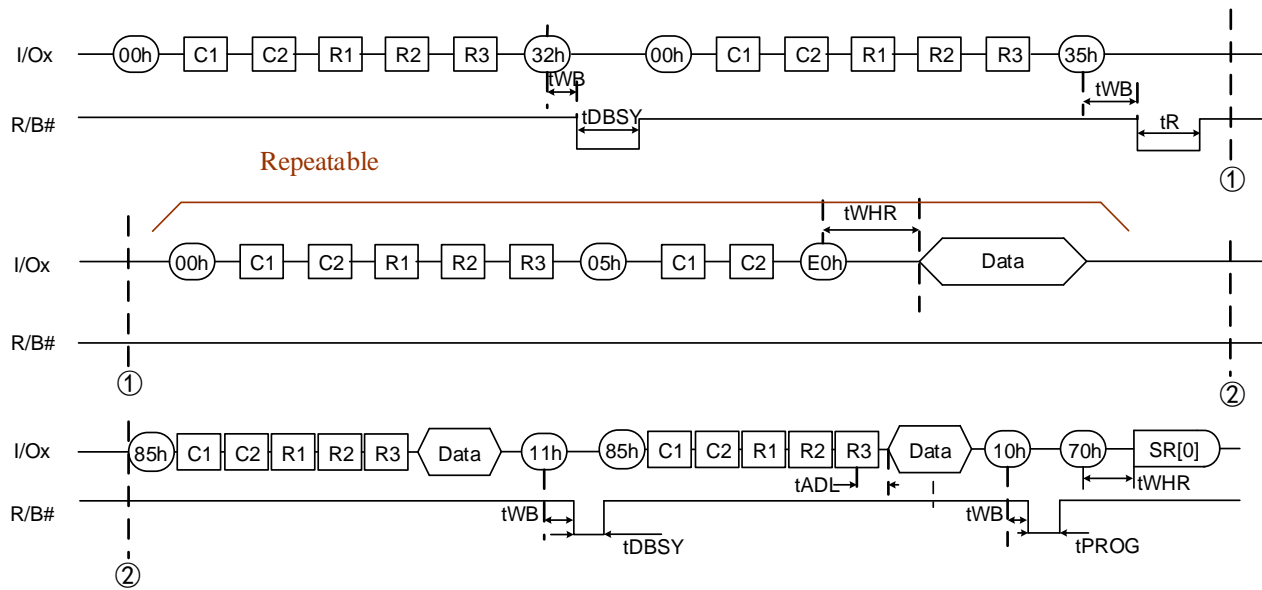 I/Ox 00h C1 C2 R1 R2 R3 32h 00h C1 C2 R1 R2 R3 35h
tWB tWB
R/B# tDBSY tR
Repeatable ①
tWHR
I/Ox 00h C1 C2 R1 R2 R3 05h C1 C2 E0h Data
R/B#
① ②
I/Ox 85h C1 C2 R1 R2 R3 Data 11h 85h C1 C2 R1 R2 R3 Data 10h 70h SR[0]
tADL tWHR
R/B# tWB tWB
tDBSY tPROG
②